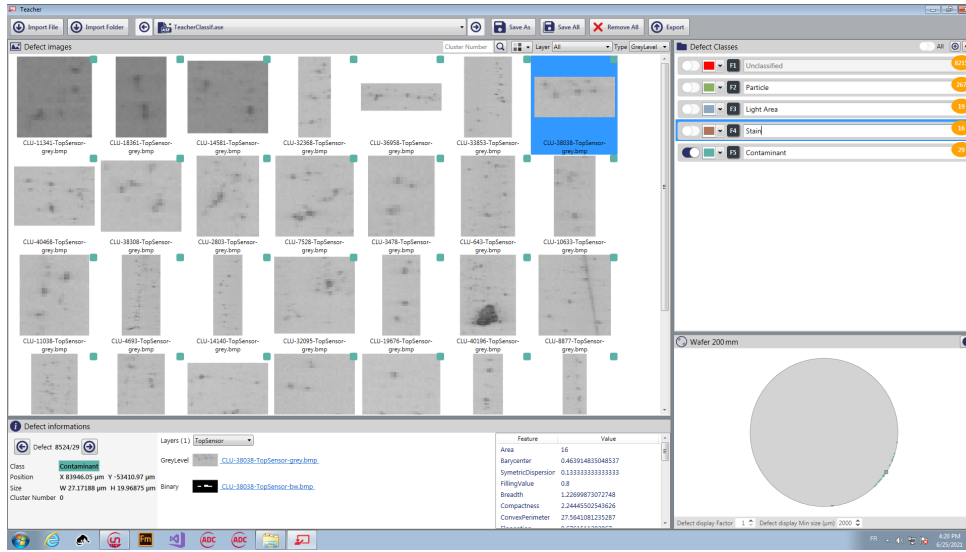 Teacher
Import File Import Folder TeacherClassif.ase Save As Save All Remove All Export
Defect images Cluster Number Layer All Type GreyLevel
CLU-11341-TopSensor-grey.bmp CLU-18361-TopSensor-grey.bmp CLU-14581-TopSensor-grey.bmp CLU-32368-TopSensor-grey.bmp CLU-36958-TopSensor-grey.bmp CLU-33853-TopSensor-grey.bmp CLU-38038-TopSensor-grey.bmp
CLU-40468-TopSensor-grey.bmp CLU-38308-TopSensor-grey.bmp CLU-2803-TopSensor-grey.bmp CLU-7528-TopSensor-grey.bmp CLU-3478-TopSensor-grey.bmp CLU-643-TopSensor-grey.bmp CLU-10633-TopSensor-grey.bmp
CLU-11038-TopSensor-grey.bmp CLU-4693-TopSensor-grey.bmp CLU-14140-TopSensor-grey.bmp CLU-32095-TopSensor-grey.bmp CLU-19676-TopSensor-grey.bmp CLU-40196-TopSensor-grey.bmp CLU-8877-TopSensor-grey.bmp
Defect Classes All
F1 Unclassified
F2 Particle 267
F3 Light Area 19
F4 Stain 16
F5 Contaminant 29
Wafer 200 mm
Defect display Factor 1 Defect display Min size (µm) 2000
Defect informations
Defect 8524/29
Class Contaminant
Position X 83946.05 µm Y -53410.97 µm
Size W 27.17188 µm H 19.96875 µm
Cluster Number 0
Layers (1) TopSensor
GreyLevel CLU-38038-TopSensor-grey.bmp
Binary CLU-38038-TopSensor-bw.bmp
Feature Value
Area 16
Barycenter 0.463914835048537
SymetricDispersion 0.133333333333333
FillingValue 0.8
Breadth 1.22699873072748
Compactness 2.24445502543626
ConvexPerimeter 27.5641081235287
Fm ADC ADC
FR 4:20 PM
6/25/2021